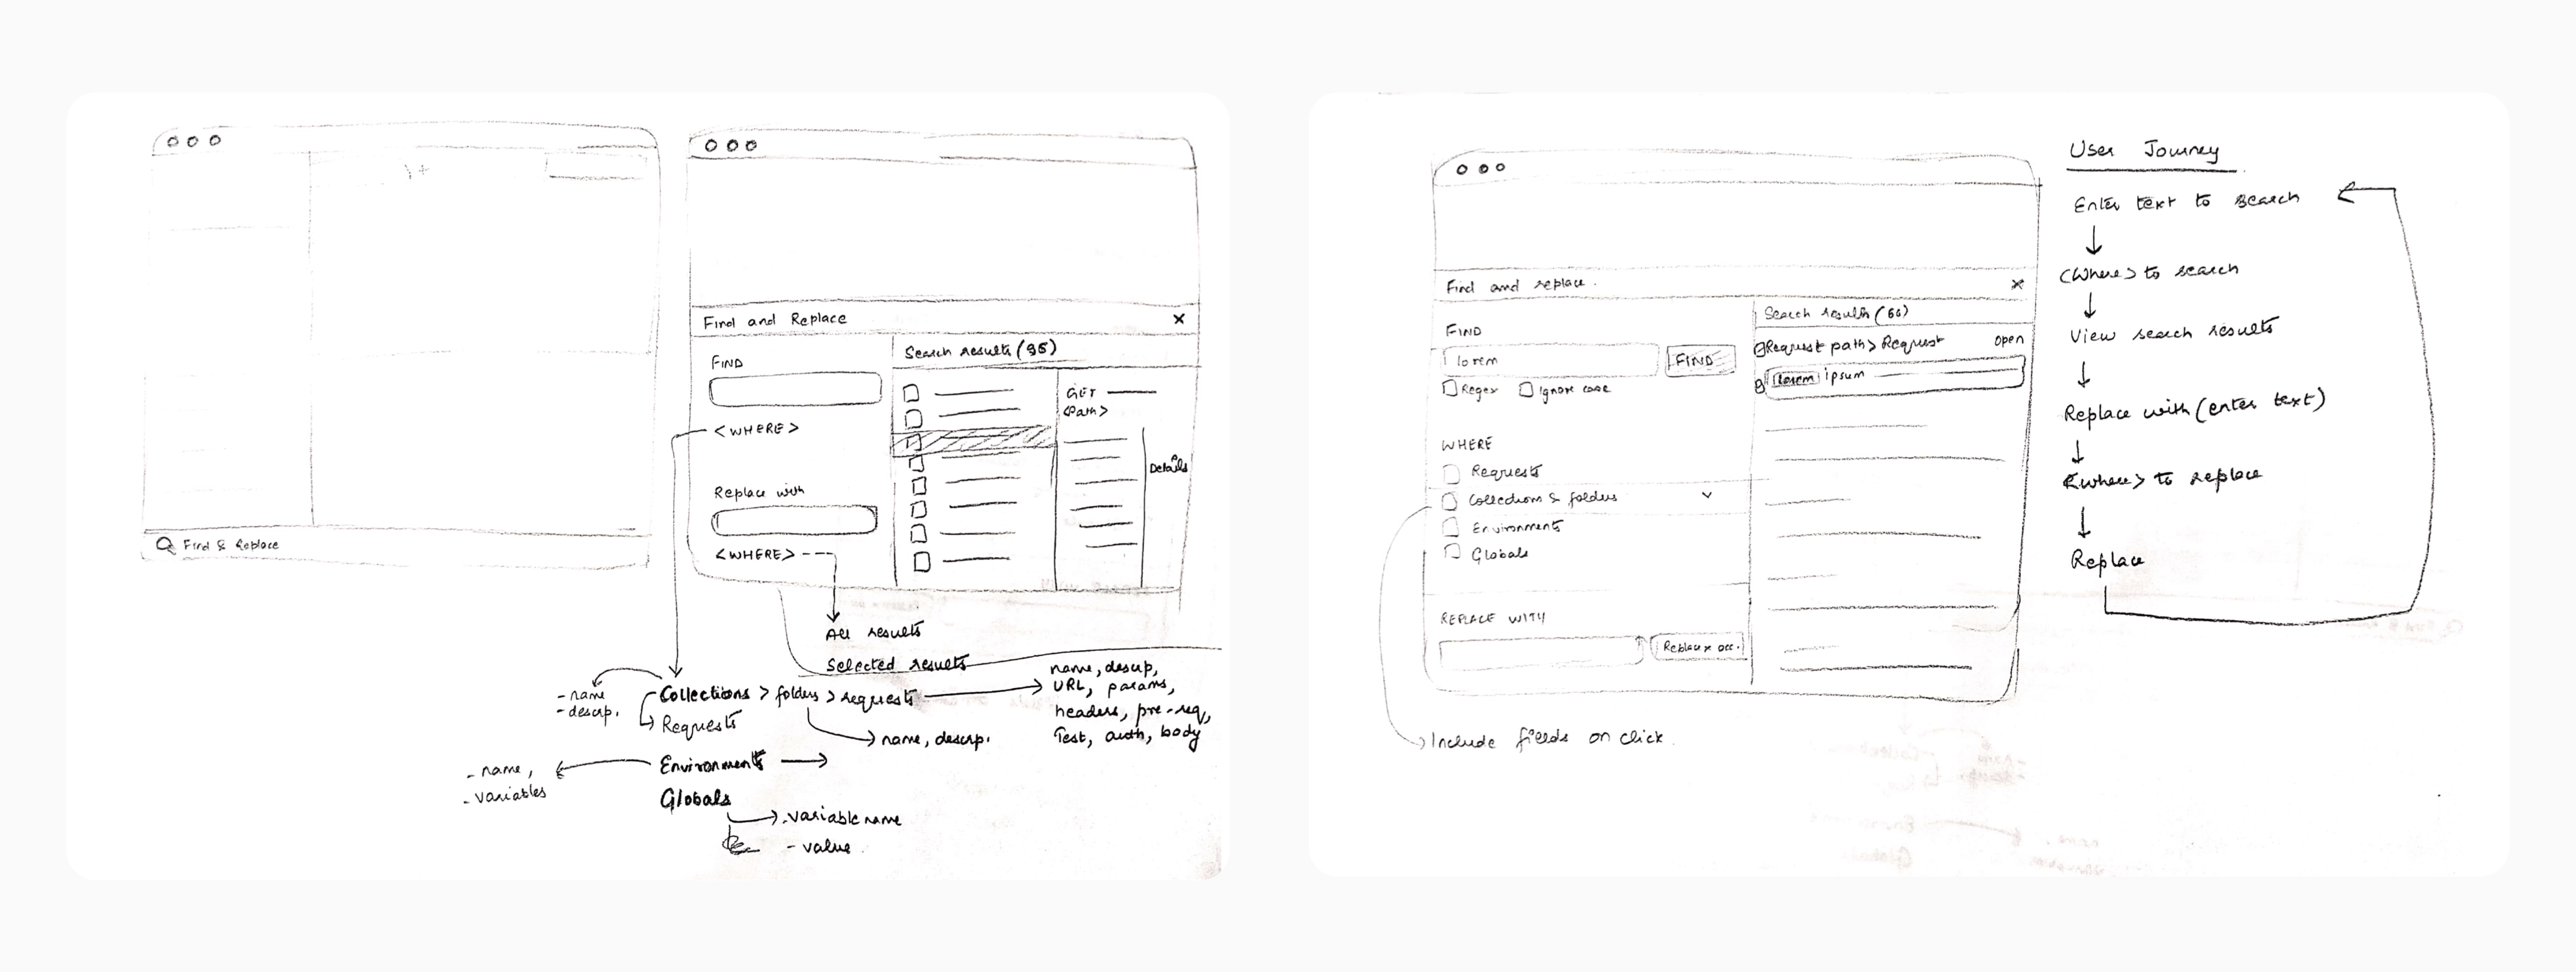 Find & Replace
Find and Replace
X
FIND
<WHERE>
Replace with
<WHERE>
Search results (95)
GET
<Path>
Details
All results
Selected results
Collections > folders > requests
Requests
- name
- descrp.
name, descrp,
URL, params,
headers, pre-req,
Test, auth, body
name, descrp.
Environments
- name,
- variables
Globals
- variable name
- value
Find and replace
X
FIND
lorem
FIND
Regex
Ignore case
WHERE
Requests
Collections & folders
Environments
Globals
REPLACE WITH
Search results (66)
Request path > Request
open
lorem ipsum
Include fields on click
User Journey
Enter text to search
<Where> to search
View search results
Replace with (enter text)
<where> to replace
Replace